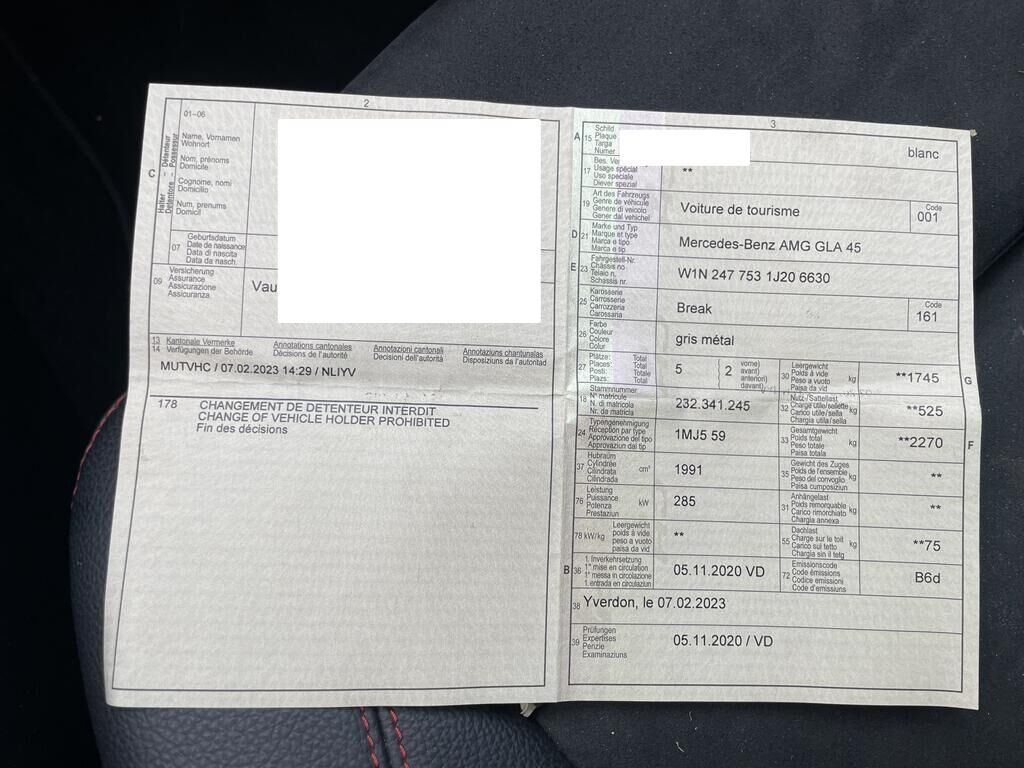 2
01–06
Name, Vornamen
Wohnort
Nom, prénoms
Domicile
Cognome, nomi
Domicilio
Num, prenums
Domicil
C
Halter Détenteur
Detentore Possessur
07
Geburtsdatum
Date de naissance
Data di nascita
Data da nasch.
09
Versicherung
Assurance
Assicurazione
Assicuranza
Vau
13 Kantonale Vermerke
14 Verfügungen der Behörde
Annotations cantonales
Décisions de l'autorité
Annotazioni cantonali
Decisioni dell'autorità
Annotaziuns chantunalas
Disposiziuns da l'autoritad
MUTVHC / 07.02.2023 14:29 / NLIYV
178 CHANGEMENT DE DETENTEUR INTERDIT
CHANGE OF VEHICLE HOLDER PROHIBITED
Fin des décisions
3
A 15
Schild
Plaque
Targa
Numer
blanc
17
Bes. Ver
Usage spécial
Uso speciale
Diever spezial
**
19
Art des Fahrzeugs
Genre de véhicule
Genere di veicolo
Gener dal vehichel
Voiture de tourisme
Code
001
D 21
Marke und Typ
Marque et type
Marca e tipo
Marca e tip
Mercedes-Benz AMG GLA 45
E 23
Fahrgestell-Nr.
Châssis no
Telaio n.
Schassis nr.
W1N 247 753 1J20 6630
25
Karosserie
Carrosserie
Carrozzeria
Carossaria
Break
Code
161
26
Farbe
Couleur
Colore
Colur
gris métal
27
Plätze: Total
Places: Total
Posti: Totale
Plazs: Total
5
2
vorne)
avant)
anteriori)
davant)
30
Leergewicht
Poids à vide
Peso a vuoto
Paisa da vid
kg
**1745
G
18
Stammnummer
N° matricule
N. di matricola
Nr. da matricla
232.341.245
32
Nutz-/Sattellast
Charge utile/sellette
Carico utile/sella
Chargia utila/sella
kg
**525
24
Typengenehmigung
Réception par type
Approvazione del tipo
Approvaziun dal tip
1MJ5 59
33
Gesamtgewicht
Poids total
Peso totale
Paisa totala
kg
**2270
F
37
Hubraum
Cylindrée
Cilindrata
Cilindrada
cm³
1991
35
Gewicht des Zuges
Poids de l'ensemble
Peso del convoglio
Paisa cumposiziun
kg
**
76
Leistung
Puissance
Potenza
Prestaziun
kW
285
31
Anhängelast
Poids remorquable
Carico rimorchiato
Chargia annexa
kg
**
78 kW/kg
Leergewicht
poids à vide
peso a vuoto
paisa da vid
**
55
Dachlast
Charge sur le toit
Carico sul tetto
Chargia sin il tetg
kg
**75
B 36
1. Inverkehrsetzung
1re mise en circulation
1a messa in circolazione
1. entrada en circulaziun
05.11.2020 VD
72
Emissionscode
Code émissions
Codice emissioni
Code d'emissiuns
B6d
38 Yverdon, le 07.02.2023
39
Prüfungen
Expertises
Perizie
Examinaziuns
05.11.2020 / VD